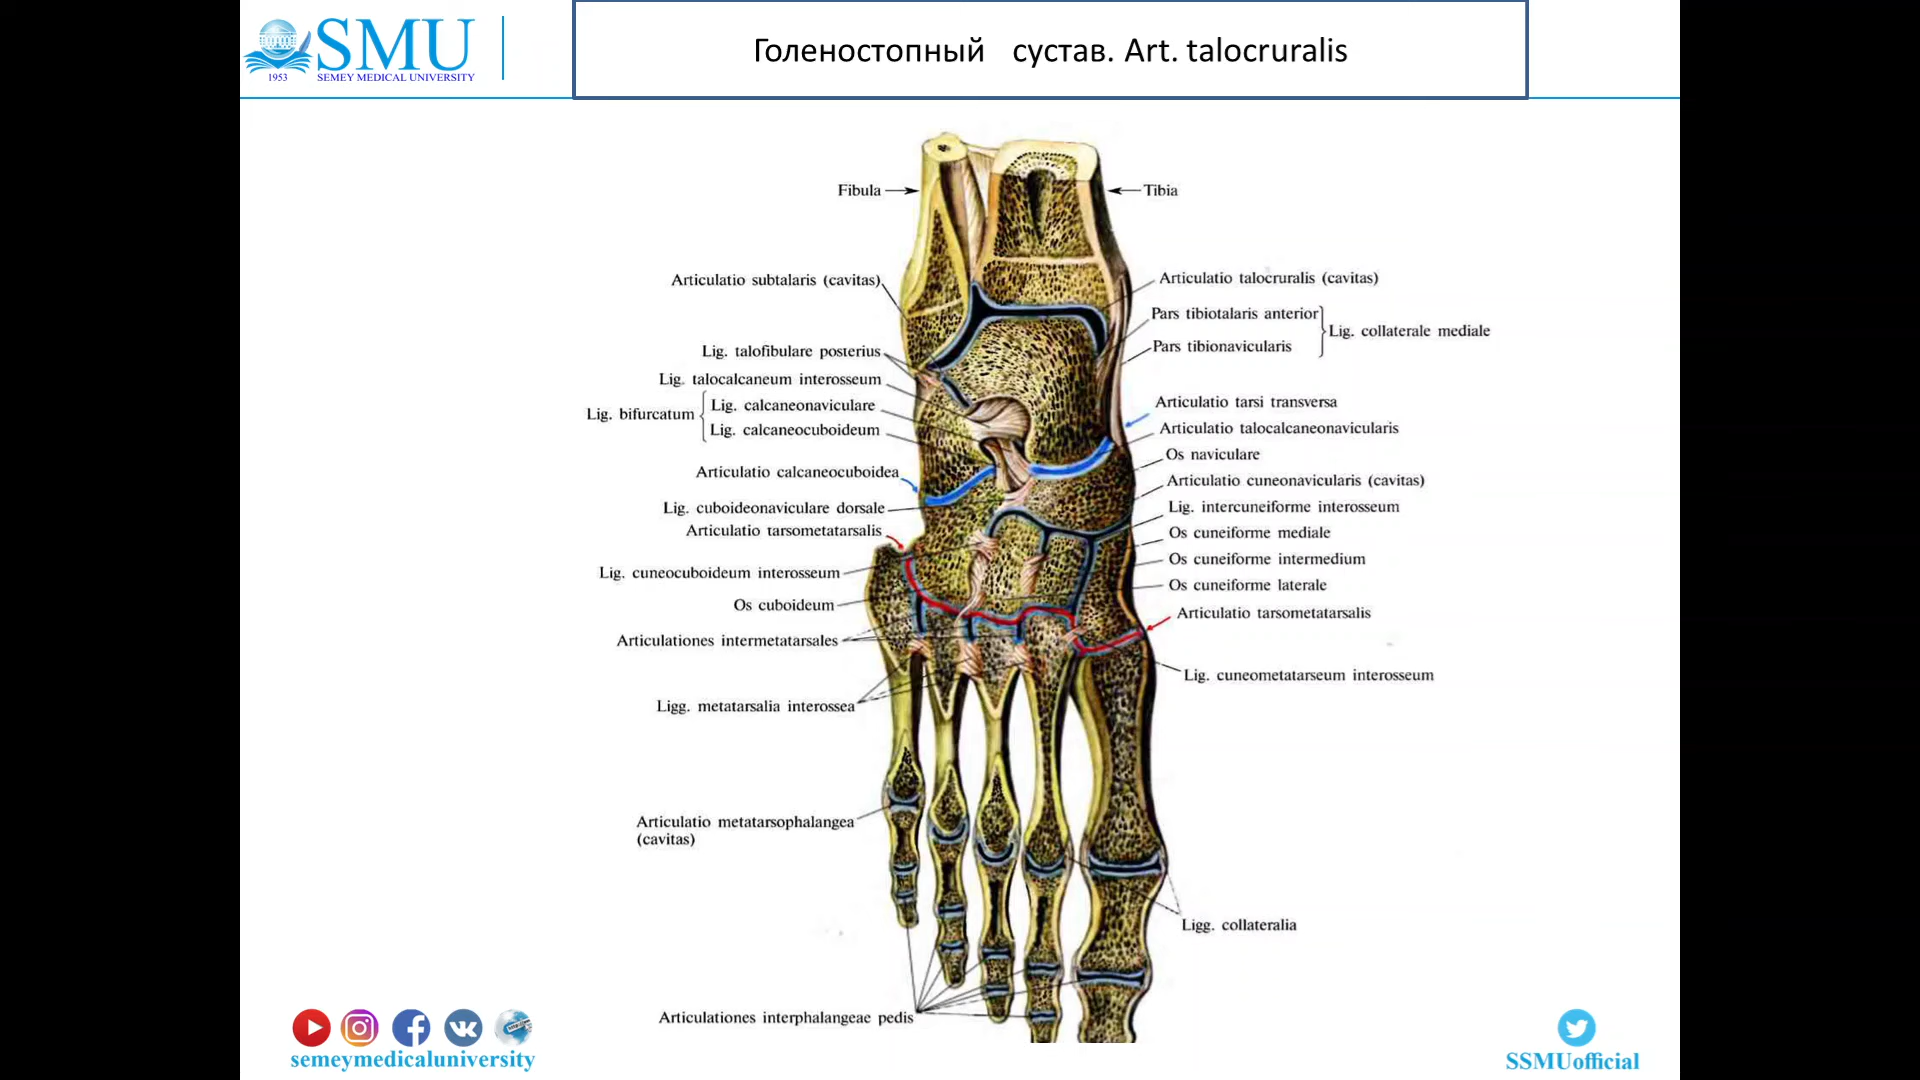 SMU
1953 SEMEY MEDICAL UNIVERSITY
Голеностопный сустав. Art. talocruralis
Fibula
Tibia
Articulatio subtalaris (cavitas)
Lig. talofibulare posterius
Lig. talocalcaneum interosseum
Lig. bifurcatum
Lig. calcaneonaviculare
Lig. calcaneocuboideum
Articulatio calcaneocuboidea
Lig. cuboideonaviculare dorsale
Articulatio tarsometatarsalis
Lig. cuneocuboideum interosseum
Os cuboideum
Articulationes intermetatarsales
Ligg. metatarsalia interossea
Articulatio metatarsophalangea
(cavitas)
Articulationes interphalangeae pedis
Articulatio talocruralis (cavitas)
Pars tibiotalaris anterior
Pars tibionavicularis
Lig. collaterale mediale
Articulatio tarsi transversa
Articulatio talocalcaneonavicularis
Os naviculare
Articulatio cuneonavicularis (cavitas)
Lig. intercuneiforme interosseum
Os cuneiforme mediale
Os cuneiforme intermedium
Os cuneiforme laterale
Articulatio tarsometatarsalis
Lig. cuneometatarseum interosseum
Ligg. collateralia
semeymedicaluniversity
SSMUofficial